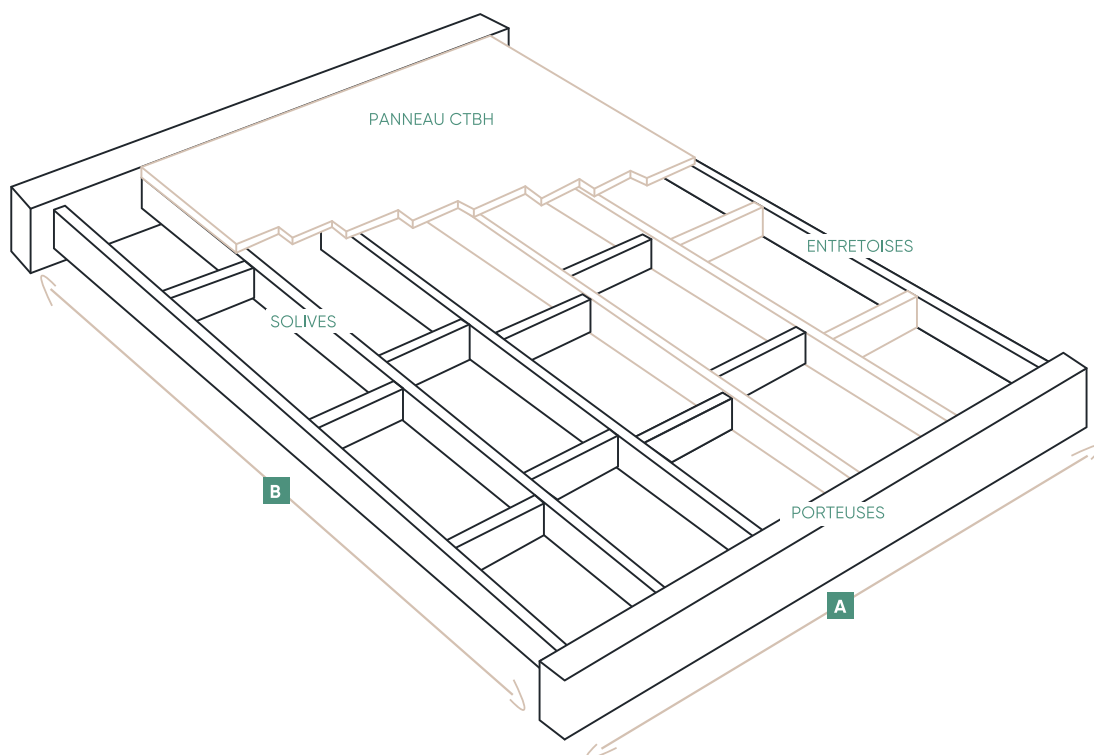 PANNEAU CTBH
ENTRETOISES
SOLIVES
B
PORTEUSES
A